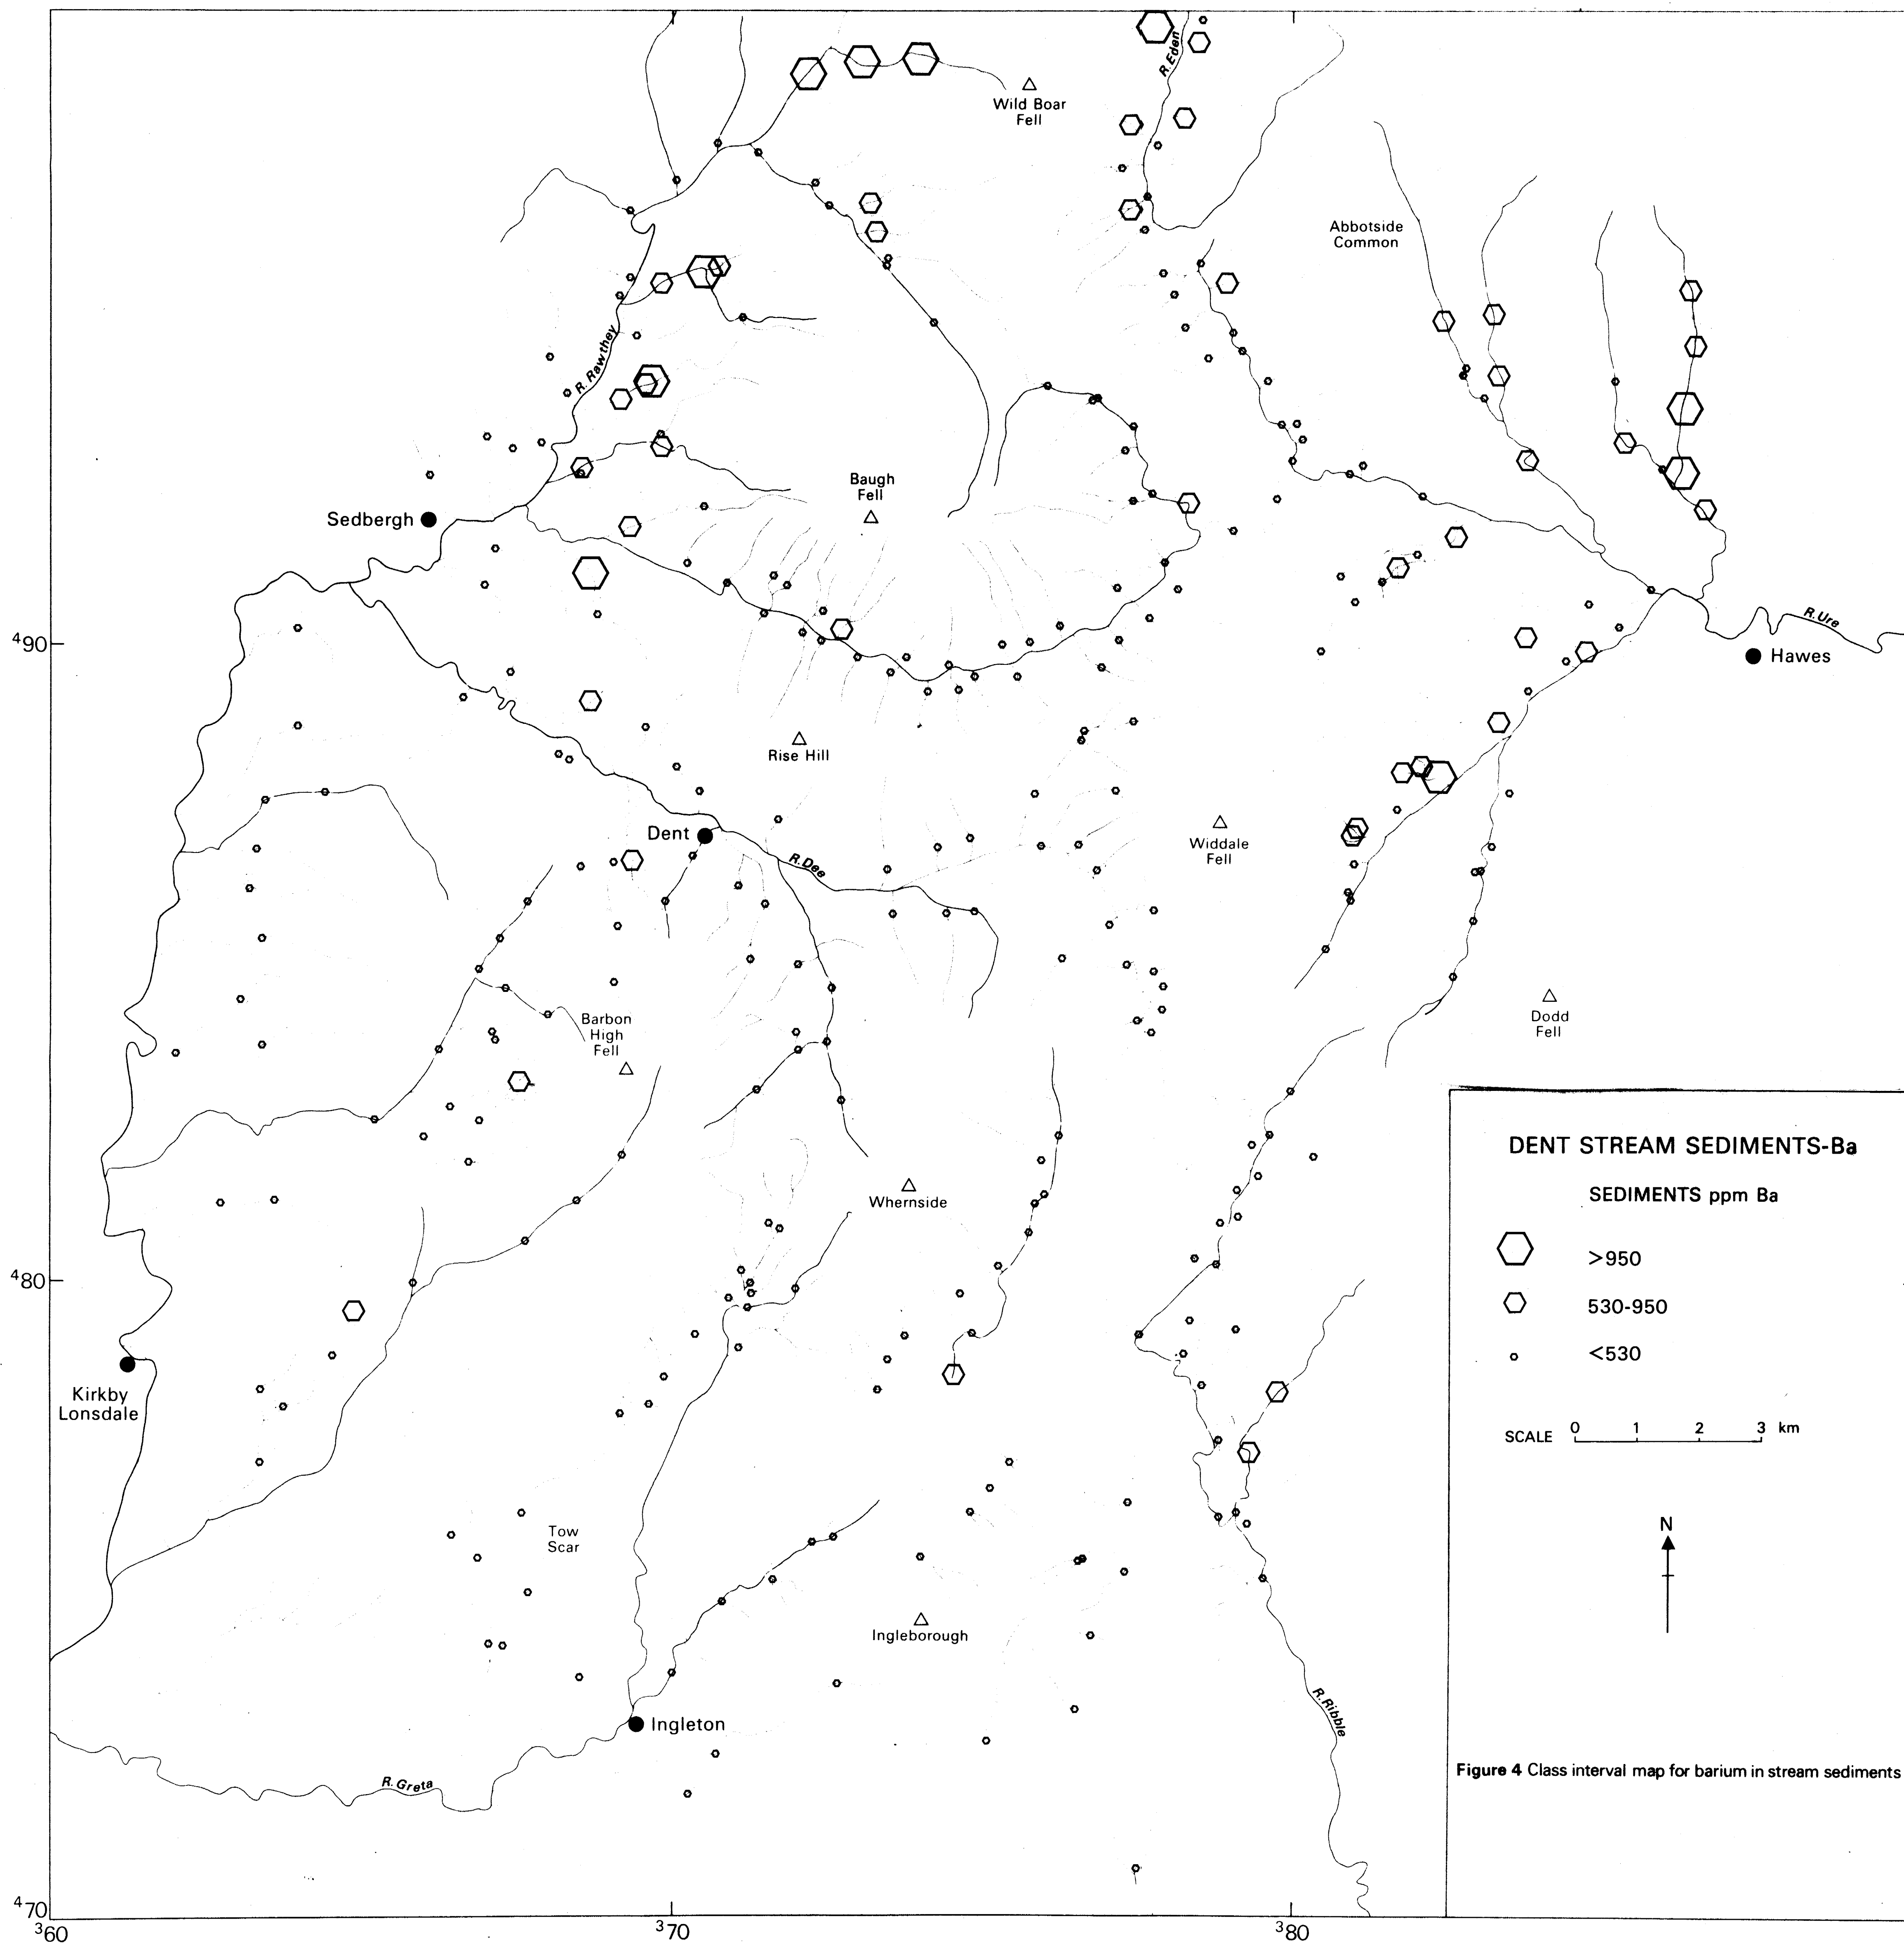 R. Eden
Wild Boar
Fell
Abbotside
Common
R. Rawthey
Baugh
Fell
Sedbergh
⁴90
R. Ure
Hawes
Rise Hill
Dent
R. Dee
Widdale
Fell
Barbon
High
Fell
Dodd
Fell
Whernside
⁴80
Kirkby
Lonsdale
Tow
Scar
Ingleborough
Ingleton
R. Greta
R. Ribble
⁴70
³60
³70
³80
DENT STREAM SEDIMENTS-Ba
SEDIMENTS ppm Ba
>950
530-950
<530
SCALE 0 1 2 3 km
N
Figure 4 Class interval map for barium in stream sediments